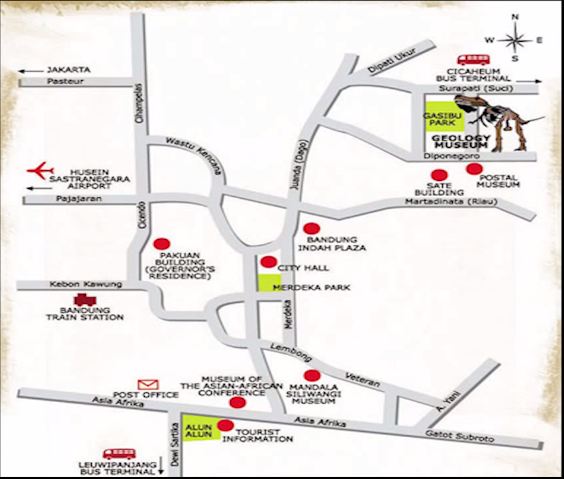 N
W E
S
Dipati Ukur
JAKARTA
Pasteur
CICAHEUM
BUS TERMINAL
Surapati (Suci)
Cihampelas
GASIBU
PARK
GEOLOGY
MUSEUM
Wastu Kencana
Juanda (Dago)
Diponegoro
HUSEIN
SASTRANEGARA
AIRPORT
SATE
BUILDING
POSTAL
MUSEUM
Pajajaran
Martadinata (Riau)
Cicendo
BANDUNG
INDAH PLAZA
PAKUAN
BUILDING
(GOVERNOR'S
RESIDENCE)
CITY HALL
Kebon Kawung
MERDEKA PARK
BANDUNG
TRAIN STATION
Merdeka
Lembong
Veteran
MUSEUM OF
THE ASIAN-AFRICAN
CONFERENCE
MANDALA
SILIWANGI
MUSEUM
POST OFFICE
A. Yani
Asia Afrika
Asia Afrika
Gatot Subroto
ALUN
ALUN
TOURIST
INFORMATION
Dewi Sartika
LEUWIPANJANG
BUS TERMINAL